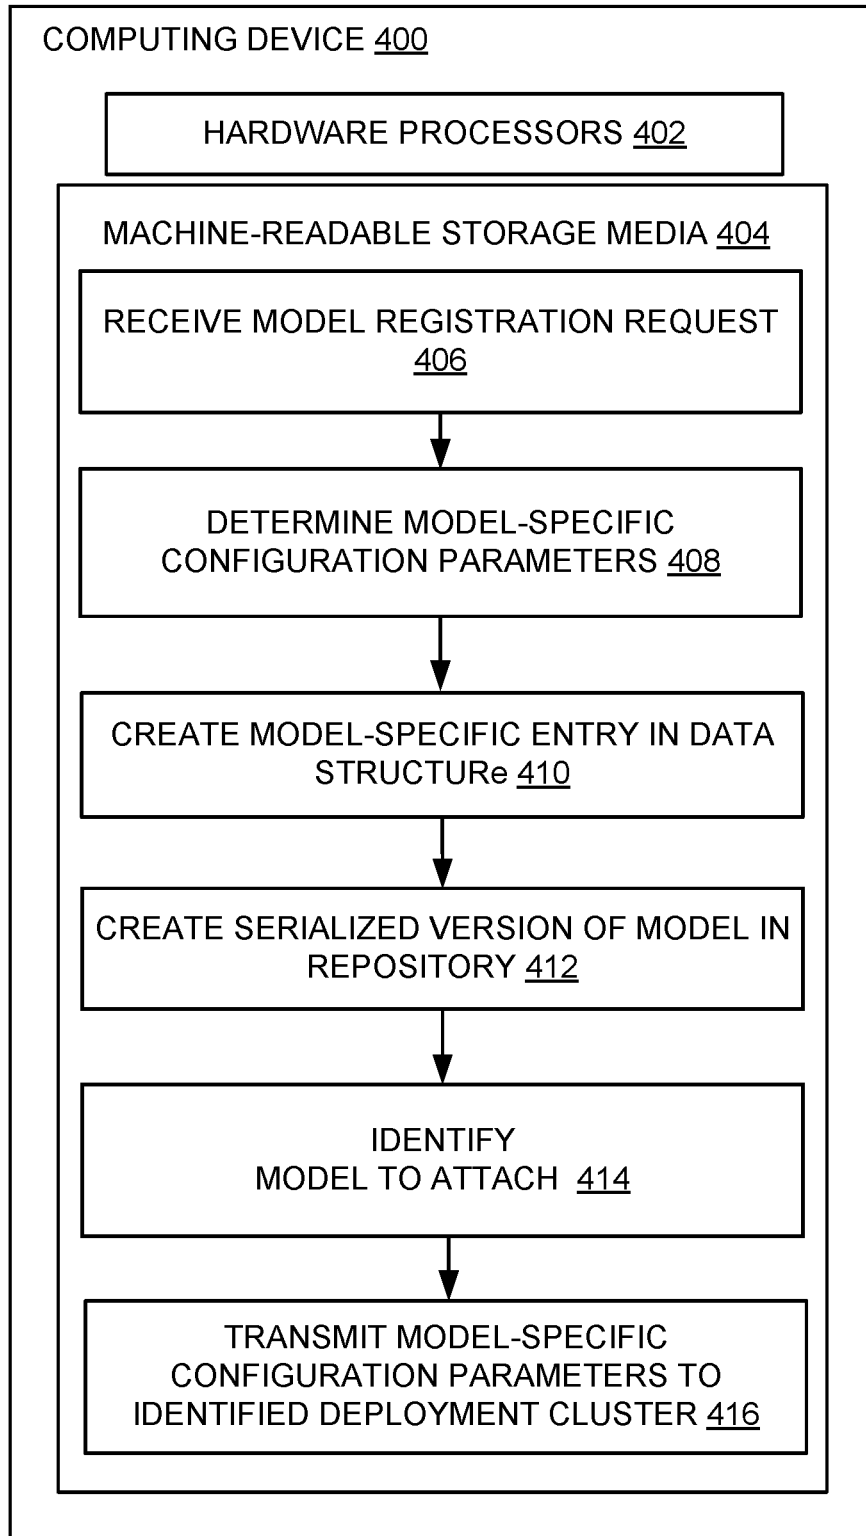 COMPUTING DEVICE 400
HARDWARE PROCESSORS 402
MACHINE-READABLE STORAGE MEDIA 404
RECEIVE MODEL REGISTRATION REQUEST
406
DETERMINE MODEL-SPECIFIC
CONFIGURATION PARAMETERS 408
CREATE MODEL-SPECIFIC ENTRY IN DATA
STRUCTURe 410
CREATE SERIALIZED VERSION OF MODEL IN
REPOSITORY 412
IDENTIFY
MODEL TO ATTACH 414
TRANSMIT MODEL-SPECIFIC
CONFIGURATION PARAMETERS TO
IDENTIFIED DEPLOYMENT CLUSTER 416